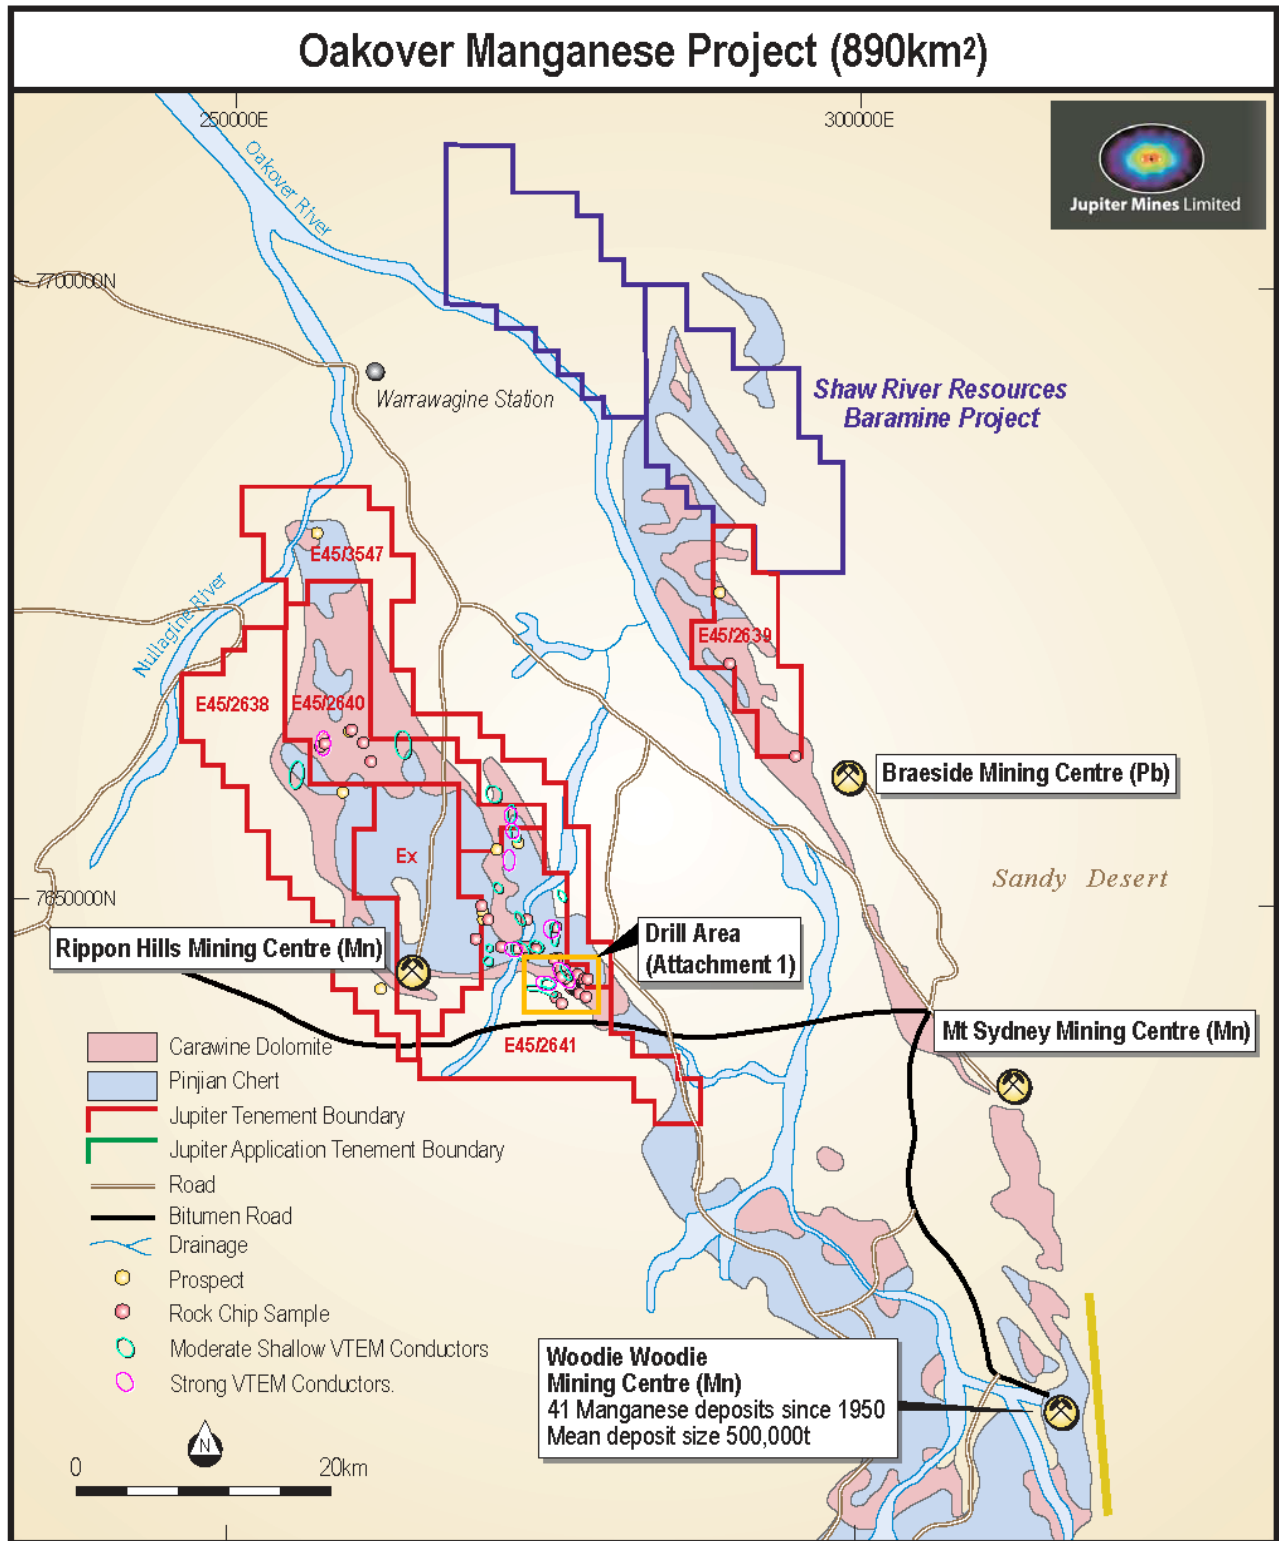 Oakover Manganese Project (890km²)
250000E
300000E
Oakover River
Jupiter Mines Limited
7700000N
Warrawagine Station
Shaw River Resources
Baramine Project
E45/3547
Nullagine River
E45/2639
E45/2638
E45/2640
Braeside Mining Centre (Pb)
Ex
Sandy Desert
7650000N
Drill Area
(Attachment 1)
Rippon Hills Mining Centre (Mn)
Mt Sydney Mining Centre (Mn)
E45/2641
Carawine Dolomite
Pinjian Chert
Jupiter Tenement Boundary
Jupiter Application Tenement Boundary
Road
Bitumen Road
Drainage
Prospect
Rock Chip Sample
Moderate Shallow VTEM Conductors
Strong VTEM Conductors.
Woodie Woodie
Mining Centre (Mn)
41 Manganese deposits since 1950
Mean deposit size 500,000t
N
0 20km